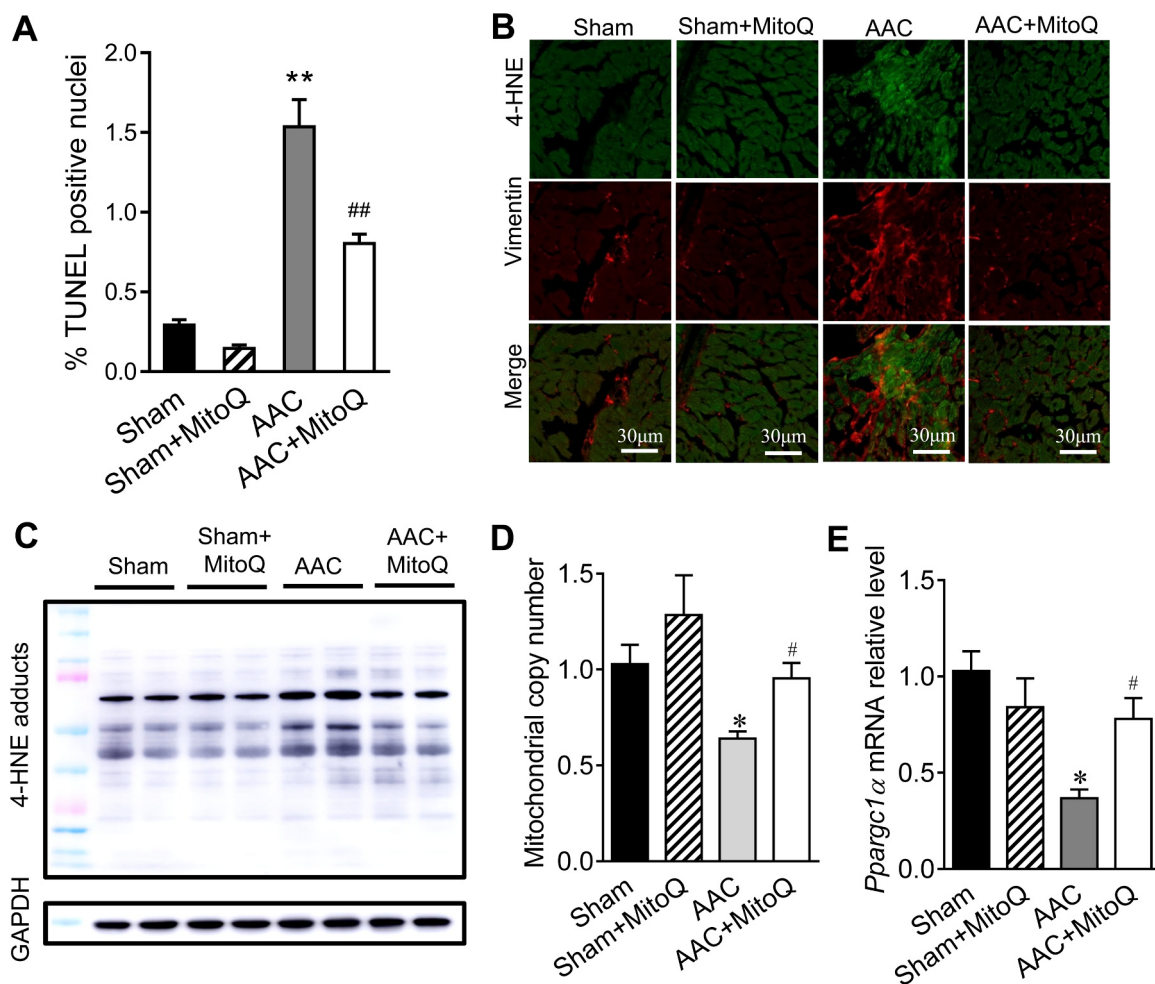 A
% TUNEL positive nuclei
2.0
1.5
1.0
0.5
0.0
**
##
Sham
Sham+MitoQ
AAC
AAC+MitoQ
B
Sham
Sham+MitoQ
AAC
AAC+MitoQ
4-HNE
Vimentin
Merge
30µm
30µm
30µm
30µm
C
Sham
Sham+
MitoQ
AAC
AAC+
MitoQ
4-HNE adducts
GAPDH
D
Mitochondrial copy number
1.5
1.0
0.5
0.0
*
#
Sham
Sham+MitoQ
AAC
AAC+MitoQ
E
Ppargc1α mRNA relative level
1.5
1.0
0.5
0.0
*
#
Sham
Sham+MitoQ
AAC
AAC+MitoQ